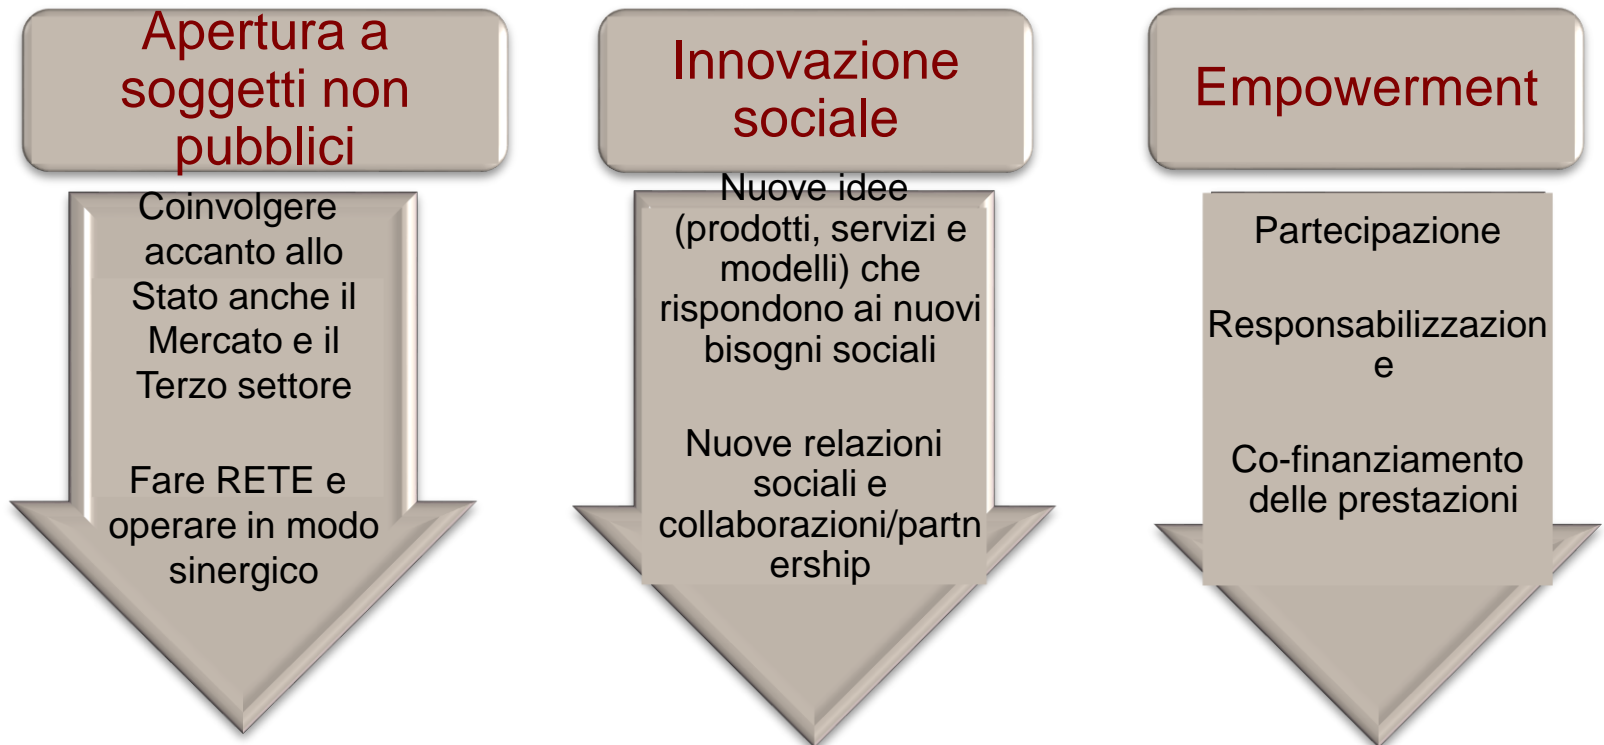 Apertura a
soggetti non
pubblici
Coinvolgere
accanto allo
Stato anche il
Mercato e il
Terzo settore
Fare RETE e
operare in modo
sinergico
Innovazione
sociale
Nuove idee
(prodotti, servizi e
modelli) che
rispondono ai nuovi
bisogni sociali
Nuove relazioni
sociali e
collaborazioni/partn
ership
Empowerment
Partecipazione
Responsabilizzazion
e
Co-finanziamento
delle prestazioni